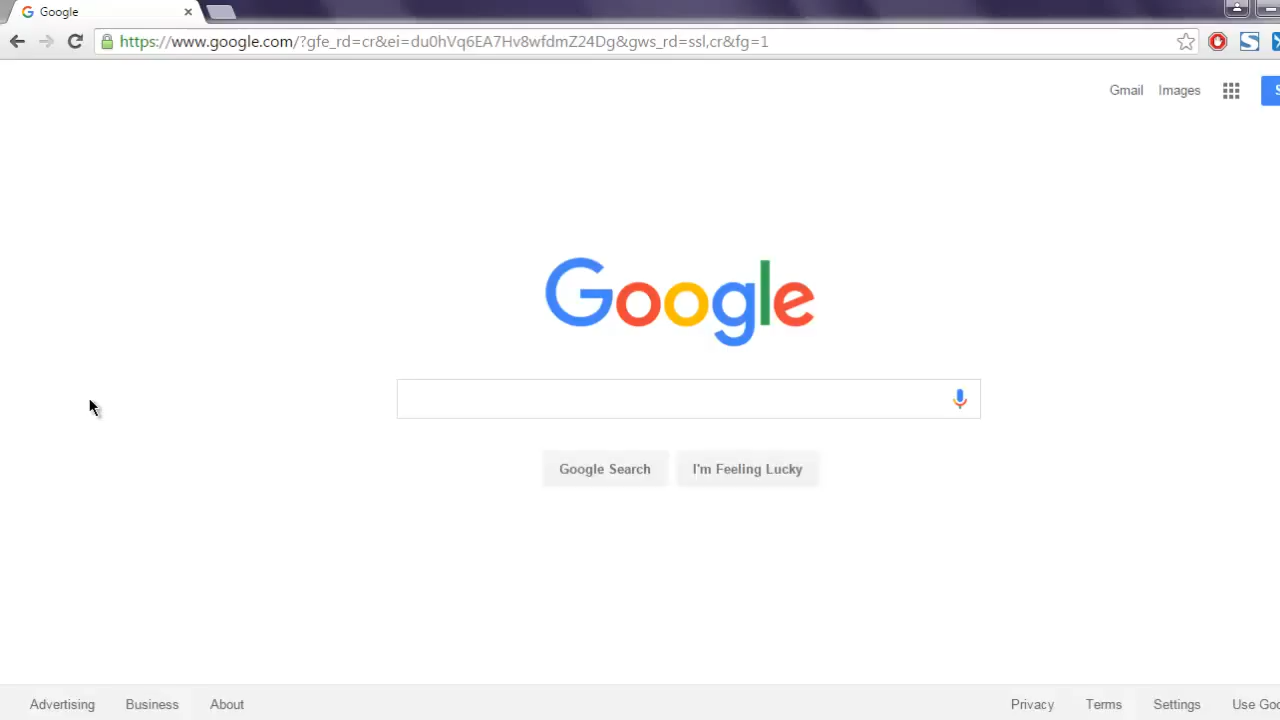 Google
https://www.google.com/?gfe_rd=cr&ei=du0hVq6EA7Hv8wfdmZ24Dg&gws_rd=ssl,cr&fg=1
Gmail Images S
Google
Google Search I'm Feeling Lucky
Advertising Business About Privacy Terms Settings Use Goo